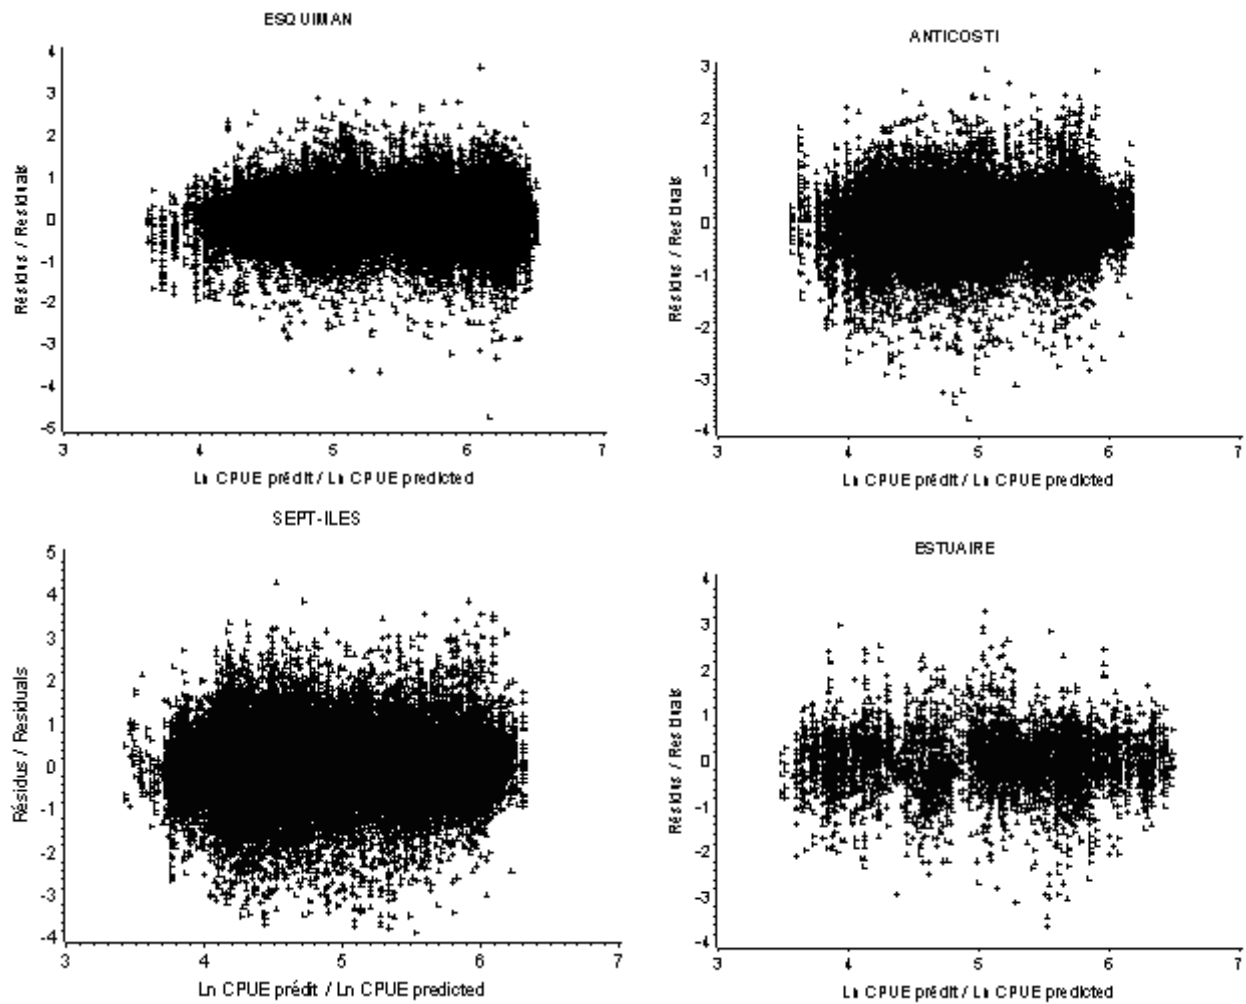 ESQUIMAN
4
3
2
1
0
-1
-2
-3
-4
-5
3 4 5 6 7
Résidus / Residuals
Ln CPUE prédit / Ln CPUE predicted
ANTICOSTI
3
2
1
0
-1
-2
-3
-4
3 4 5 6 7
Résidus / Residuals
Ln CPUE prédit / Ln CPUE predicted
SEPT-ILES
5
4
3
2
1
0
-1
-2
-3
-4
3 4 5 6 7
Résidus / Residuals
Ln CPUE prédit / Ln CPUE predicted
ESTUAIRE
4
3
2
1
0
-1
-2
-3
-4
3 4 5 6 7
Résidus / Residuals
Ln CPUE prédit / Ln CPUE predicted